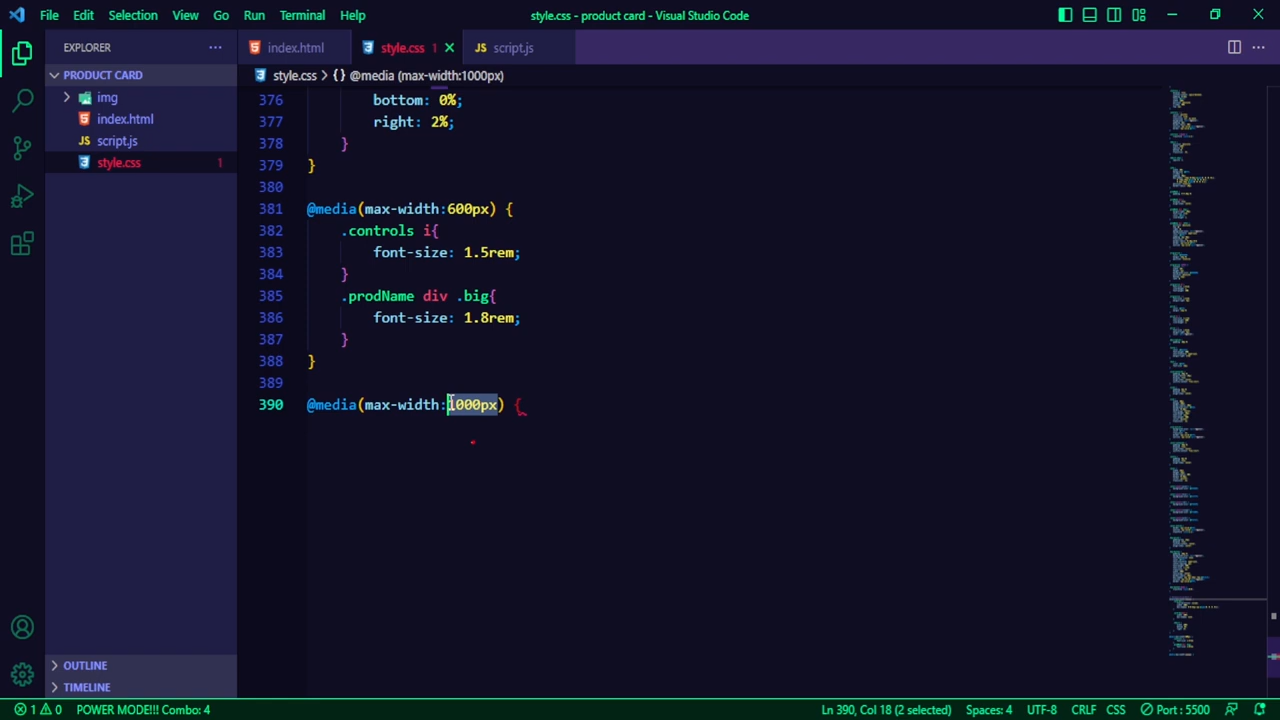 File Edit Selection View Go Run Terminal Help
style.css - product card - Visual Studio Code
EXPLORER
PRODUCT CARD
img
index.html
script.js
style.css 1
OUTLINE
TIMELINE
index.html
style.css 1
script.js
style.css > {} @media (max-width:1000px)
376 bottom: 0%;
377 right: 2%;
378 }
379 }
380
381 @media(max-width:600px) {
382 .controls i{
383 font-size: 1.5rem;
384 }
385 .prodName div .big{
386 font-size: 1.8rem;
387 }
388 }
389
390 @media(max-width:1000px) {
1 0 POWER MODE!!! Combo: 4 Ln 390, Col 18 (2 selected) Spaces: 4 UTF-8 CRLF CSS Port : 5500